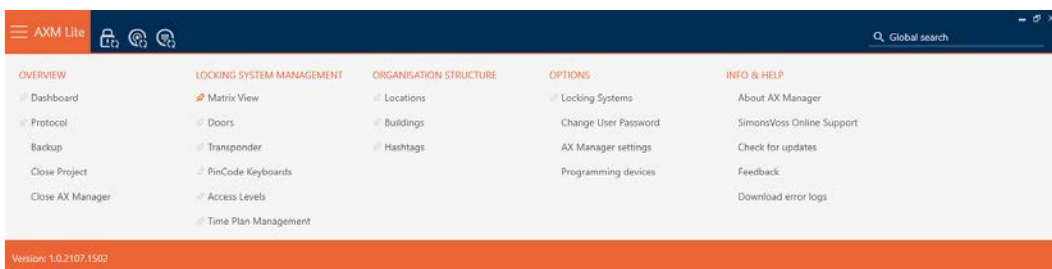 AXM Lite
Global search
OVERVIEW
Dashboard
Protocol
Backup
Close Project
Close AX Manager
LOCKING SYSTEM MANAGEMENT
Matrix View
Doors
Transponder
PinCode Keyboards
Access Levels
Time Plan Management
ORGANISATION STRUCTURE
Locations
Buildings
Hashtags
OPTIONS
Locking Systems
Change User Password
AX Manager settings
Programming devices
INFO & HELP
About AX Manager
SimonsVoss Online Support
Check for updates
Feedback
Download error logs
Version: 1.0.2107.1502